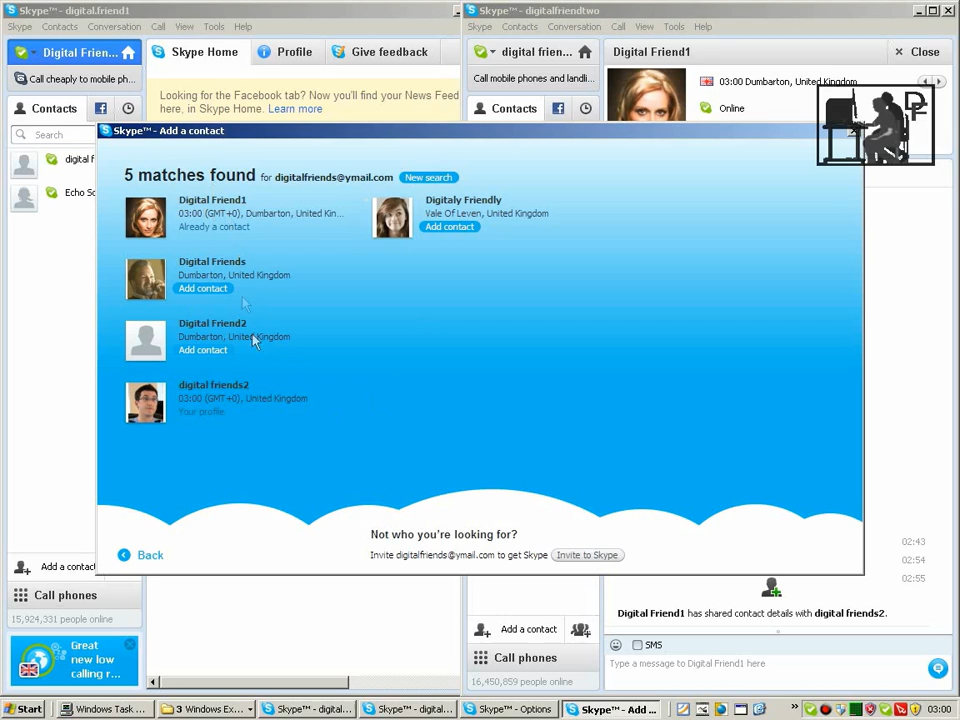 Skype™ - digital.friend1
Skype™ - digitalfriendtwo
Skype Contacts Conversation Call View Tools Help
Skype Contacts Conversation Call View Tools Help
Digital Frien...
Skype Home
Profile
Give feedback
digital frien...
Digital Friend1
Close
Call cheaply to mobile ph...
Looking for the Facebook tab? Now you'll find your News Feed
here, in Skype Home. Learn more
Call mobile phones and landli...
03:00 Dumbarton, United Kingdom
Online
Contacts
Contacts
DF
Search
digital f
Echo So
Skype™ - Add a contact
5 matches found for digitalfriends@ymail.com New search
Digital Friend1
03:00 (GMT+0), Dumbarton, United Kin...
Already a contact
Digitaly Friendly
Vale Of Leven, United Kingdom
Add contact
Digital Friends
Dumbarton, United Kingdom
Add contact
Digital Friend2
Dumbarton, United Kingdom
Add contact
digital friends2
03:00 (GMT+0), United Kingdom
Your profile
Not who you're looking for?
Back
Invite digitalfriends@ymail.com to get Skype Invite to Skype
02:43
02:54
02:55
Add a contac
Call phones
15,924,331 people online
Great
new low
calling r...
Digital Friend1 has shared contact details with digital friends2.
Add a contact
Call phones
16,450,859 people online
SMS
Type a message to Digital Friend1 here
Start
Windows Task ...
3 Windows Ex...
Skype™ - digital...
Skype™ - digital...
Skype™ - Options
Skype™ - Add ...
03:00